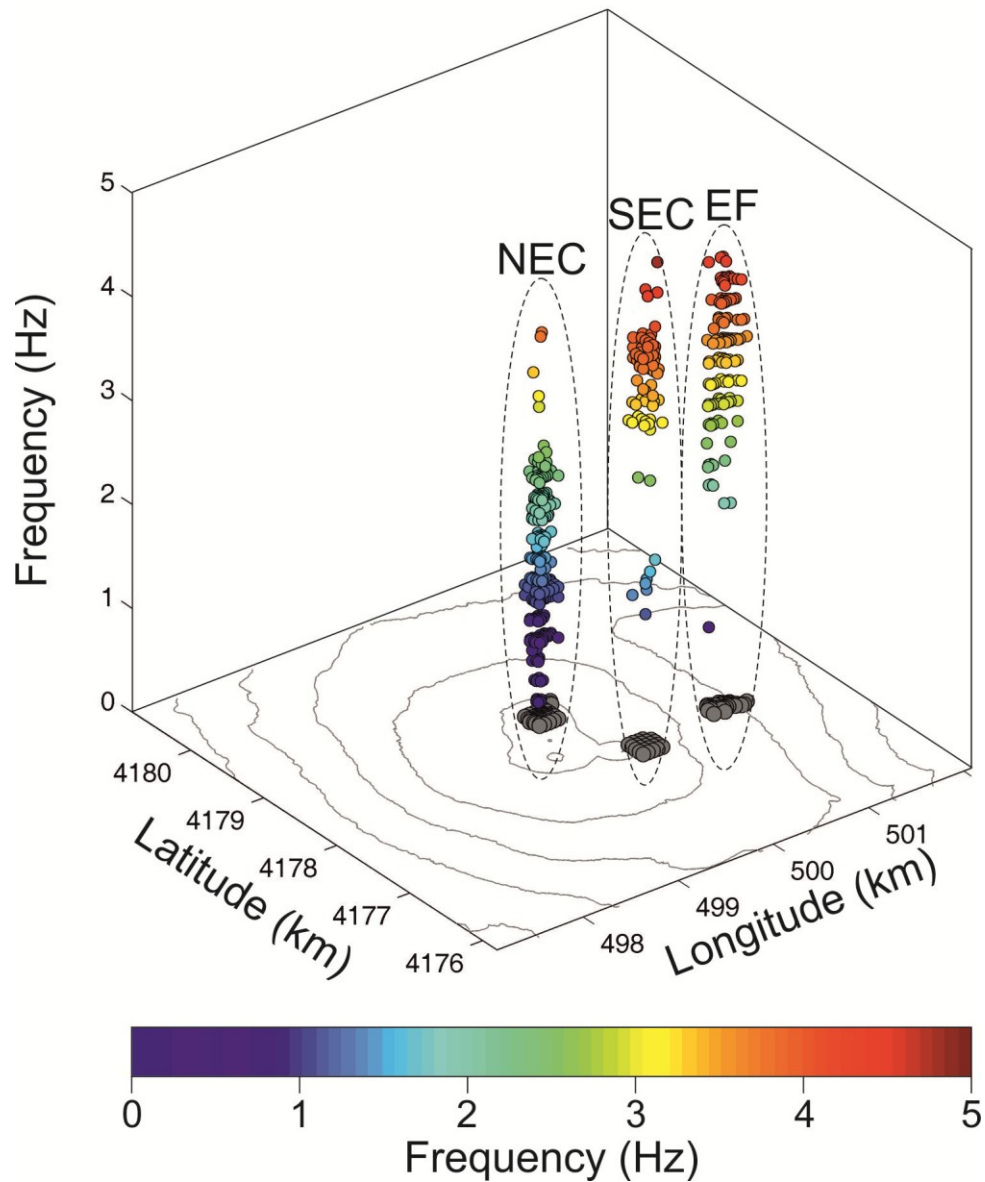 5
SEC EF
NEC
4
3
2
1
0
Frequency (Hz)
4180
4179
4178
4177
4176
Latitude (km)
498
499
500
501
Longitude (km)
0 1 2 3 4 5
Frequency (Hz)